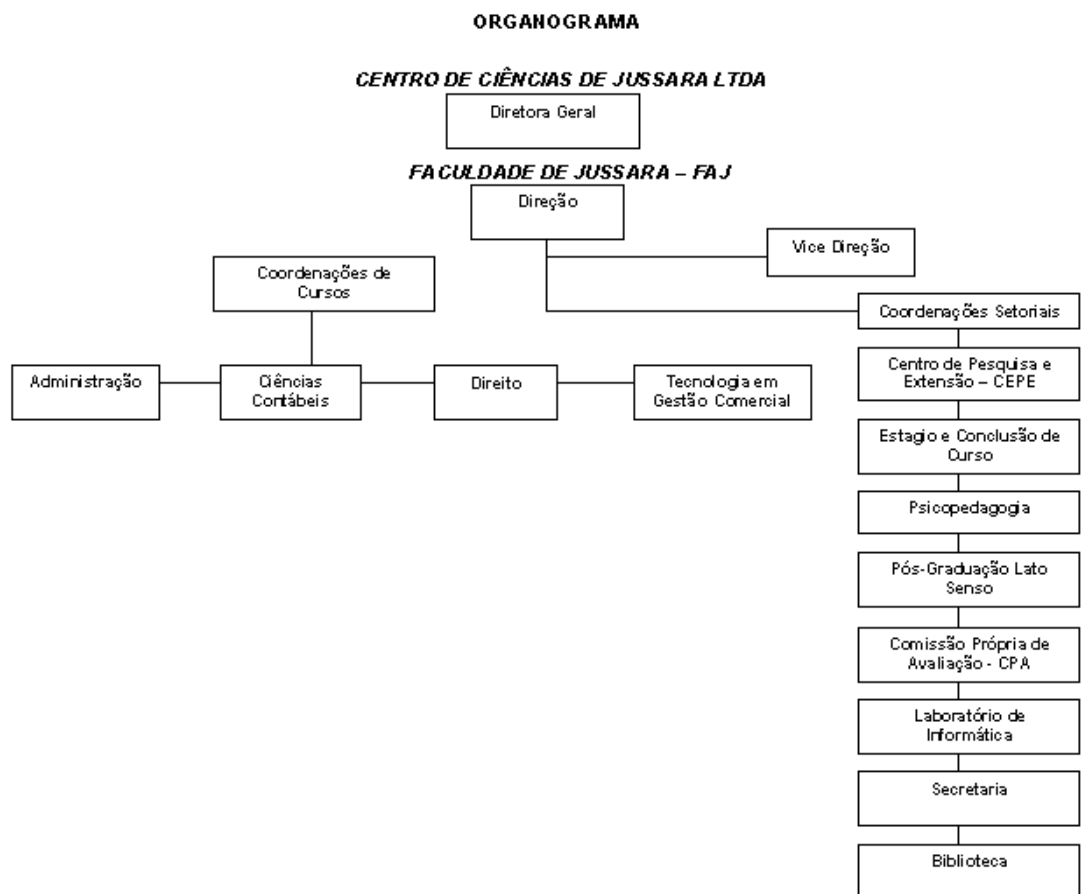 ORGANOGRAMA
CENTRO DE CIÊNCIAS DE JUSSARA LTDA
Diretora Geral
FACULDADE DE JUSSARA – FAJ
Direção
Vice Direção
Coordenações de
Cursos
Coordenações Setoriais
Administração
Ciências
Contábeis
Direito
Tecnologia em
Gestão Comercial
Centro de Pesquisa e
Extensão – CEPE
Estagio e Conclusão de
Curso
Psicopedagogia
Pós-Graduação Lato
Senso
Comissão Própria de
Avaliação - CPA
Laboratório de
Informática
Secretaria
Biblioteca